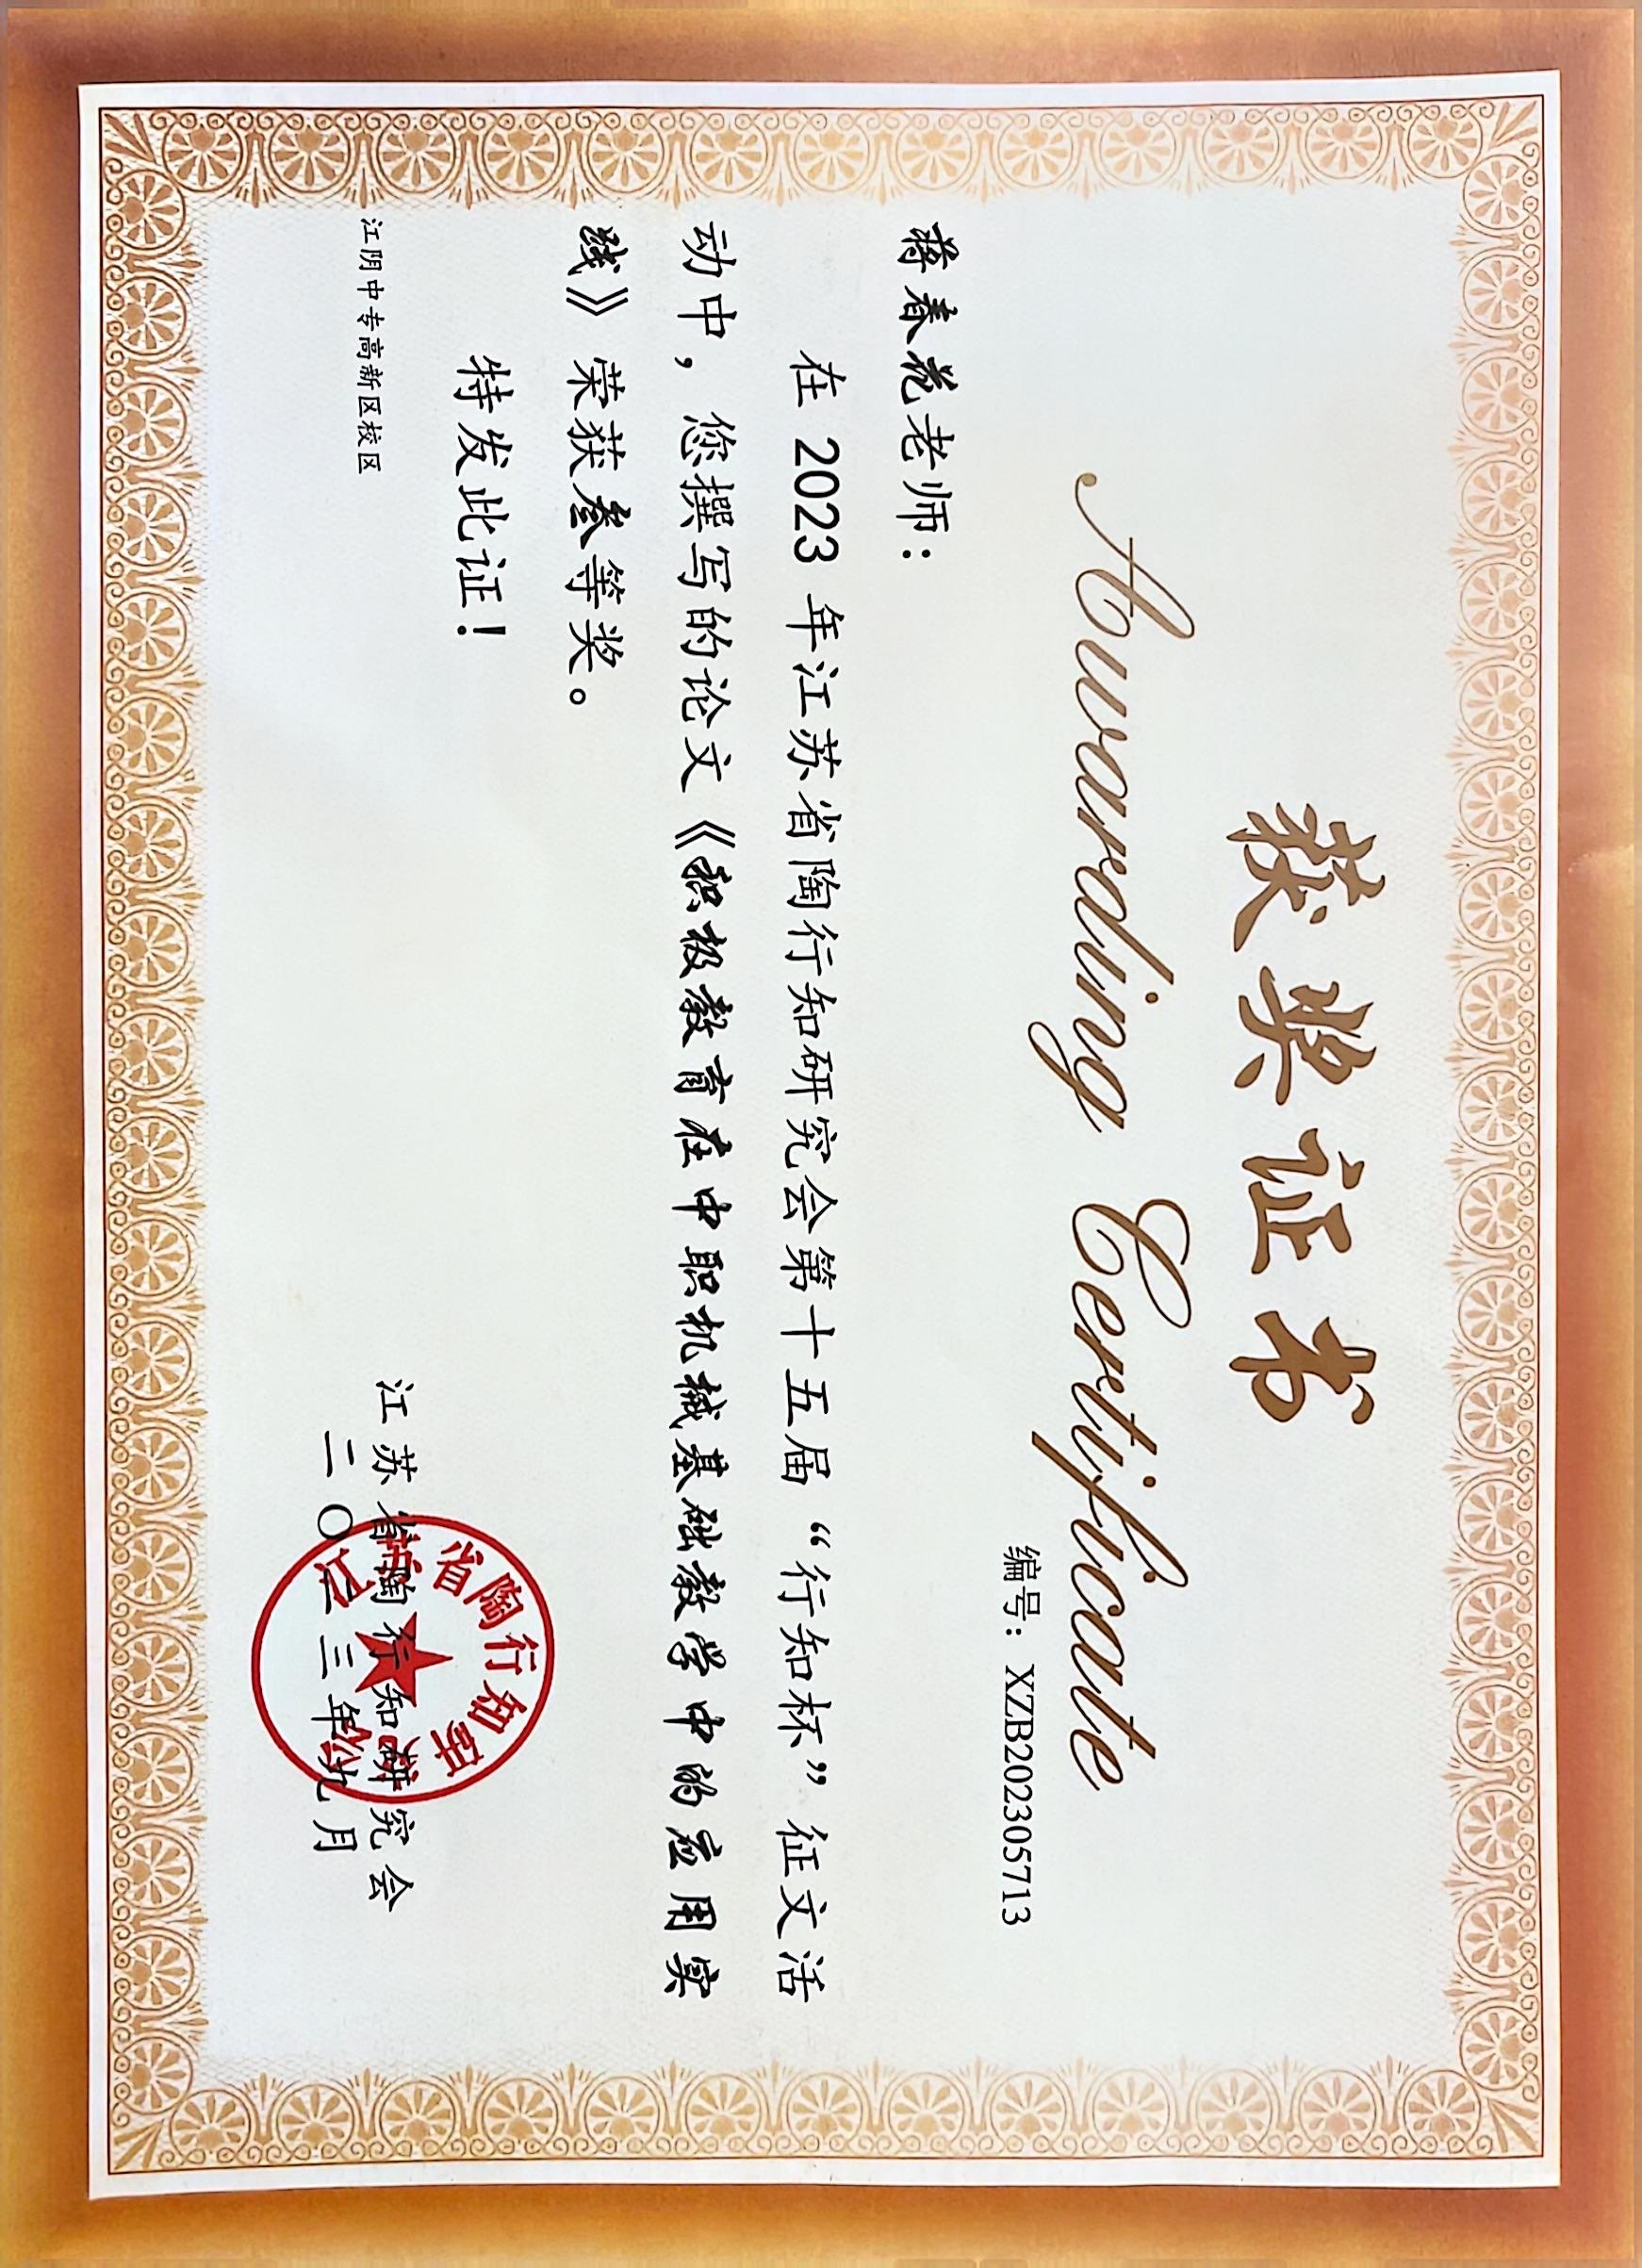 获奖证书
Awarding Certificate
编号：XZB202305713
蒋春花老师：
在 2023 年江苏省陶行知研究会第十五届“行知杯”征文活
动中，您撰写的论文《积极教育在中职机械基础教学中的应用实
践》荣获叁等奖。
特发此证！
江阴中专高新区校区
江苏省陶行知研究会
二〇二三年九月